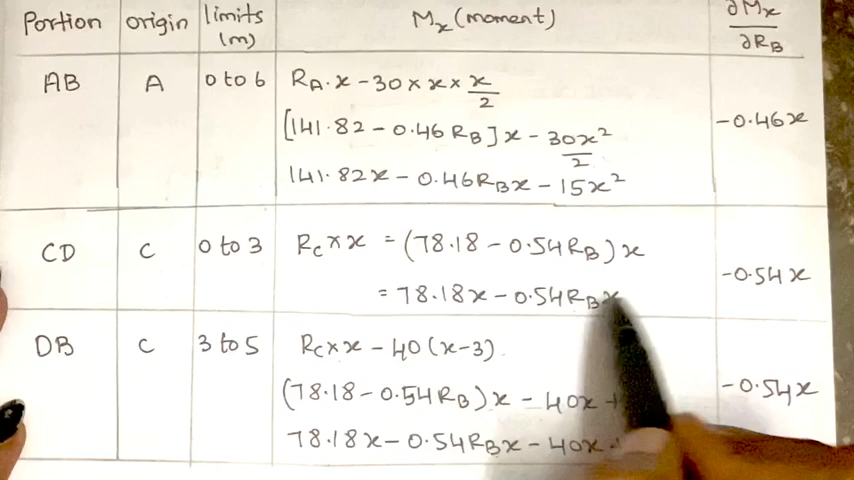 Portion origin limits (m) Mx (moment) ∂Mx/∂RB
AB A 0 to 6 RA.x - 30 × x × x/2
[141.82 - 0.46 RB] x - 30x²/2 -0.46x
141.82x - 0.46RBx - 15x²
CD C 0 to 3 RC × x = (78.18 - 0.54RB) x
= 78.18x - 0.54RBx -0.54x
DB C 3 to 5 RC × x - 40 (x-3)
(78.18 - 0.54RB) x - 40x + -0.54x
78.18x - 0.54RBx - 40x